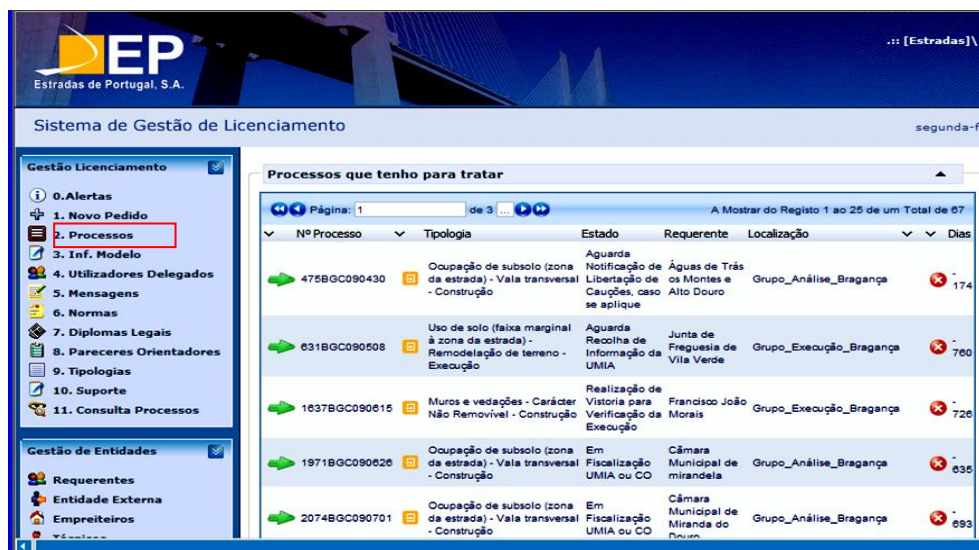 EP
Estradas de Portugal, S.A.
.:: [Estradas]\
Sistema de Gestão de Licenciamento
segunda-f
Gestão Licenciamento
0.Alertas
1. Novo Pedido
2. Processos
3. Inf. Modelo
4. Utilizadores Delegados
5. Mensagens
6. Normas
7. Diplomas Legais
8. Pareceres Orientadores
9. Tipologias
10. Suporte
11. Consulta Processos
Gestão de Entidades
Requerentes
Entidade Externa
Empreiteiros
Técnicos
Processos que tenho para tratar
Página: 1 de 3 ... A Mostrar do Registo 1 ao 25 de um Total de 67
Nº Processo Tipologia Estado Requerente Localização Dias
475BGC090430
Ocupação de subsolo (zona
da estrada) - Vala transversal
- Construção
Aguarda
Notificação de
Libertação de
Cauções, caso
se aplique
Águas de Trás
os Montes e
Alto Douro
Grupo_Análise_Bragança
-
174
631BGC090508
Uso de solo (faixa marginal
à zona da estrada) -
Remodelação de terreno -
Execução
Aguarda
Recolha de
Informação da
UMIA
Junta de
Freguesia de
Vila Verde
Grupo_Execução_Bragança
-
760
1637BGC090615
Muros e vedações - Carácter
Não Removível - Construção
Realização de
Vistoria para
Verificação da
Execução
Francisco João
Morais
Grupo_Execução_Bragança
-
726
1971BGC090626
Ocupação de subsolo (zona
da estrada) - Vala transversal
- Construção
Em
Fiscalização
UMIA ou CO
Câmara
Municipal de
mirandela
Grupo_Análise_Bragança
-
635
2074BGC090701
Ocupação de subsolo (zona
da estrada) - Vala transversal
- Construção
Em
Fiscalização
UMIA ou CO
Câmara
Municipal de
Miranda do
Douro
Grupo_Análise_Bragança
-
693